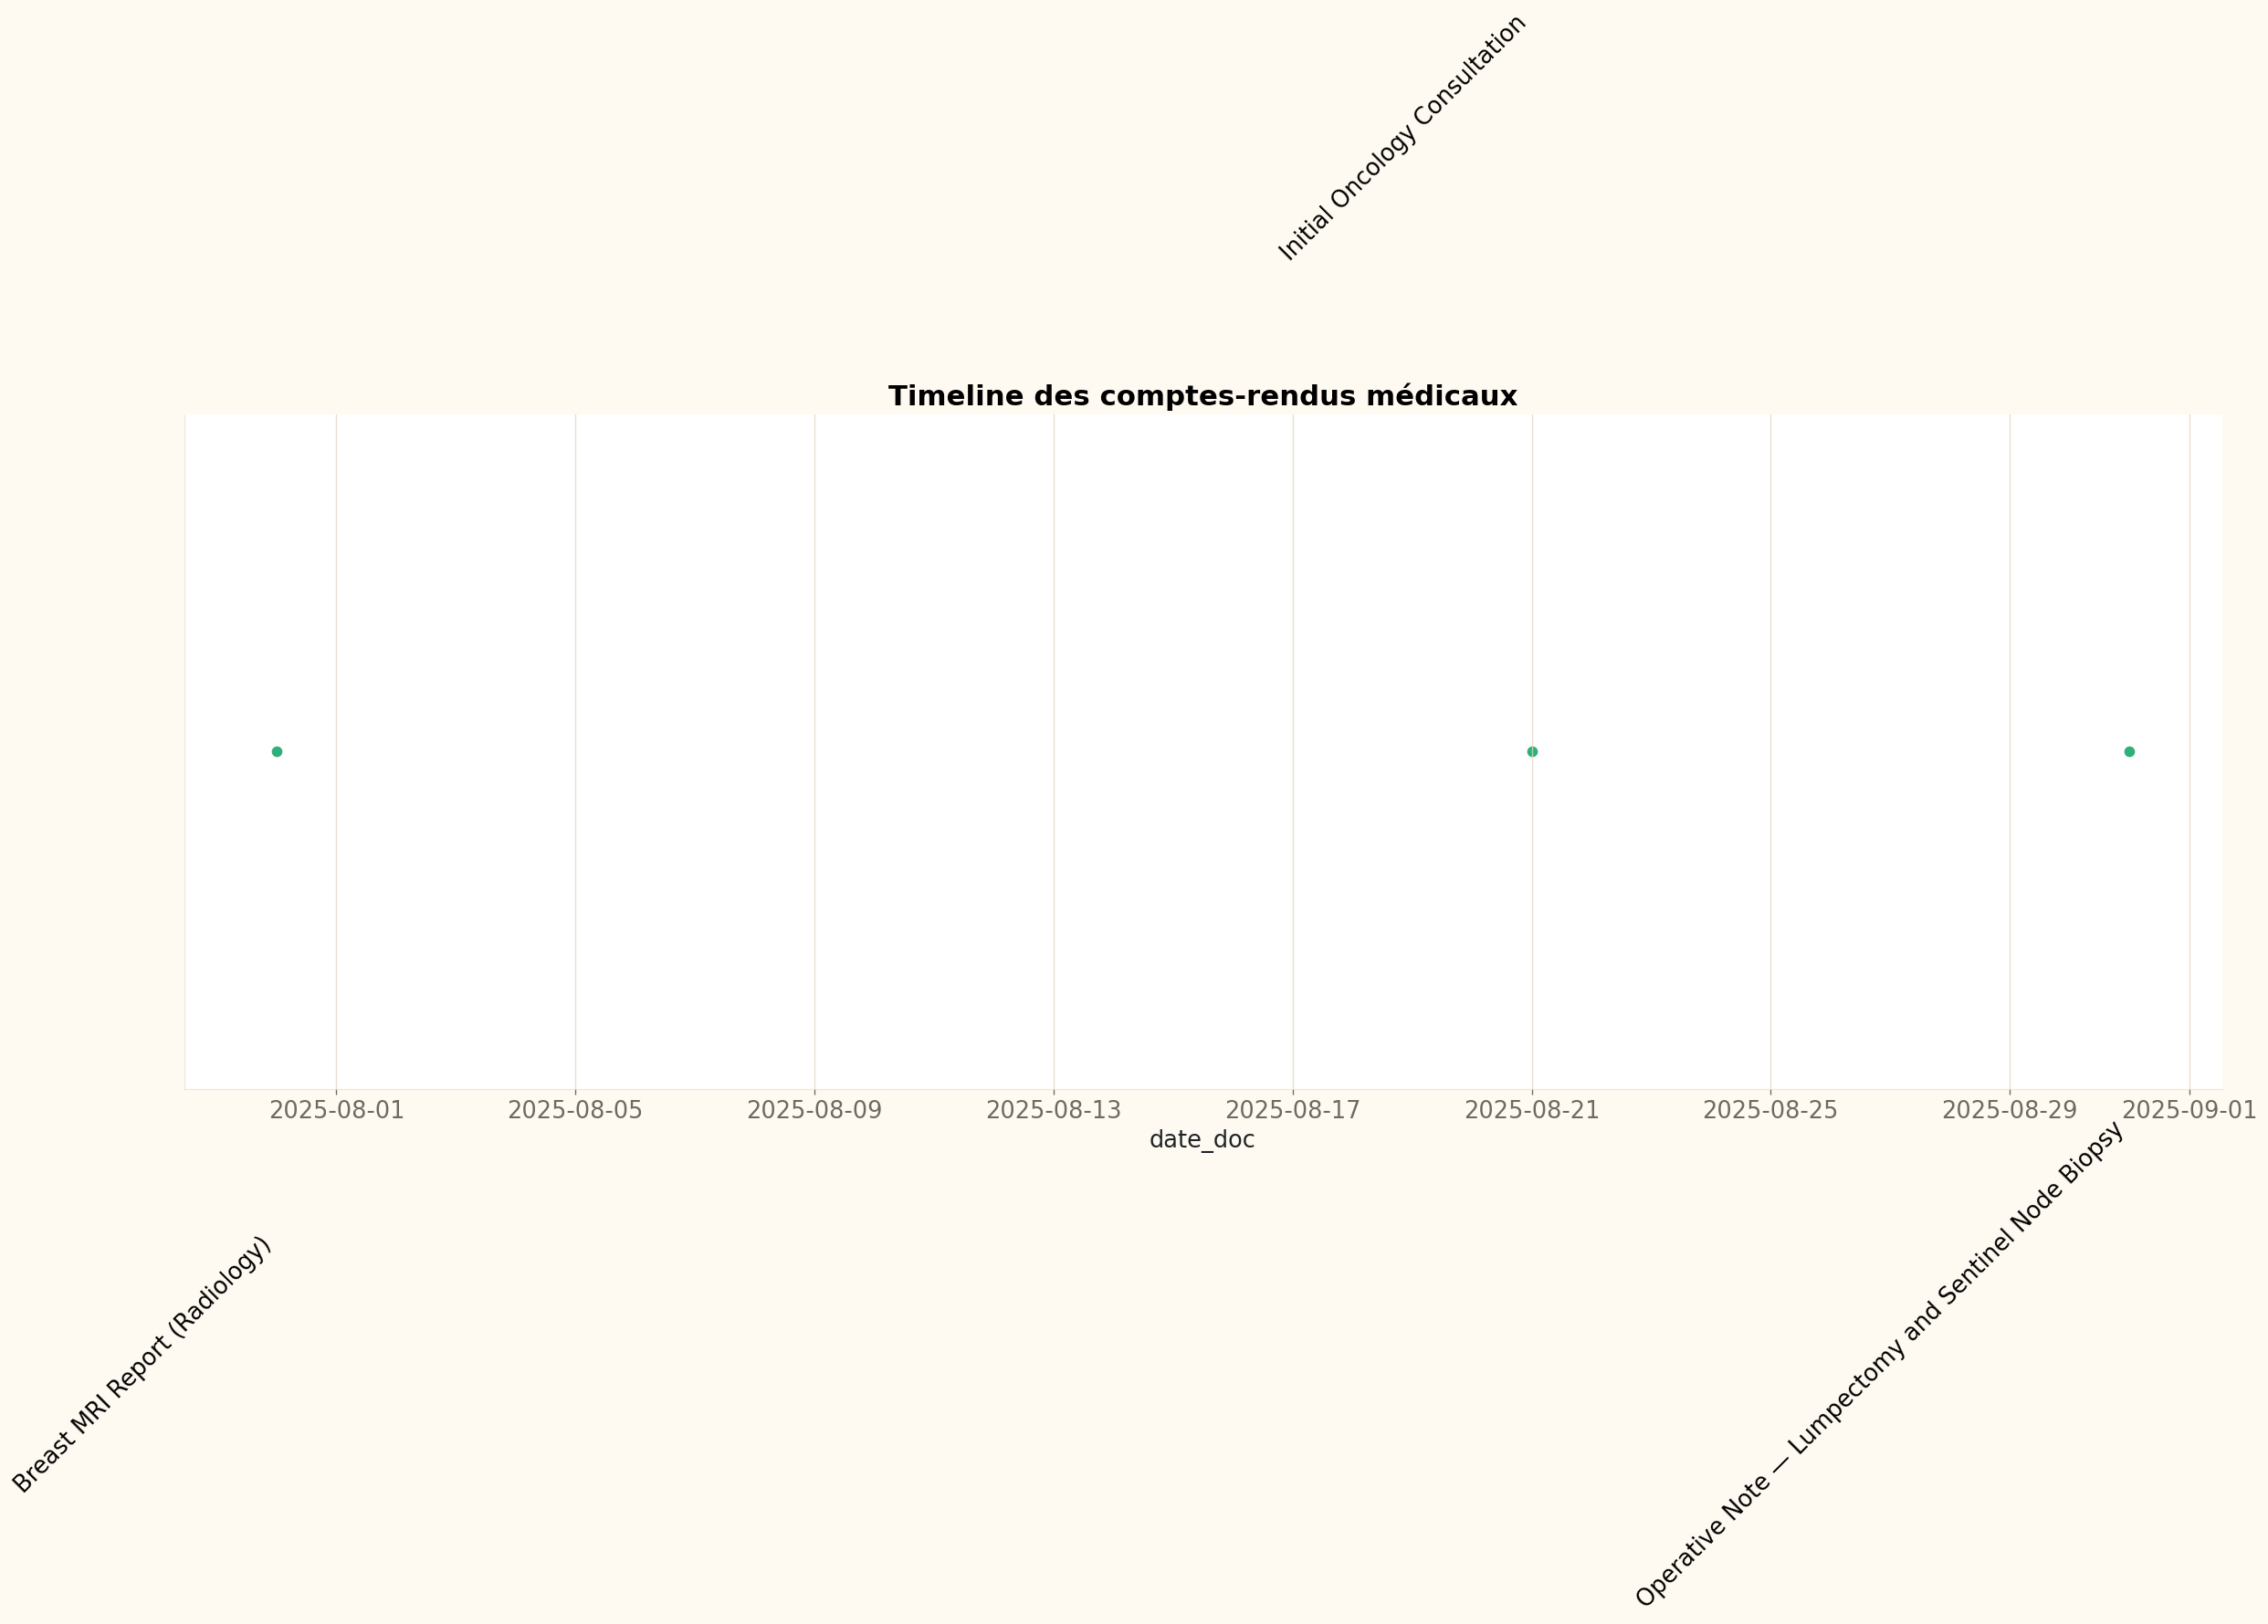 Initial Oncology Consultation
Timeline des comptes-rendus médicaux
2025-08-01 2025-08-05 2025-08-09 2025-08-13 2025-08-17 2025-08-21 2025-08-25 2025-08-29 2025-09-01
date_doc
Breast MRI Report (Radiology)
Operative Note — Lumpectomy and Sentinel Node Biopsy